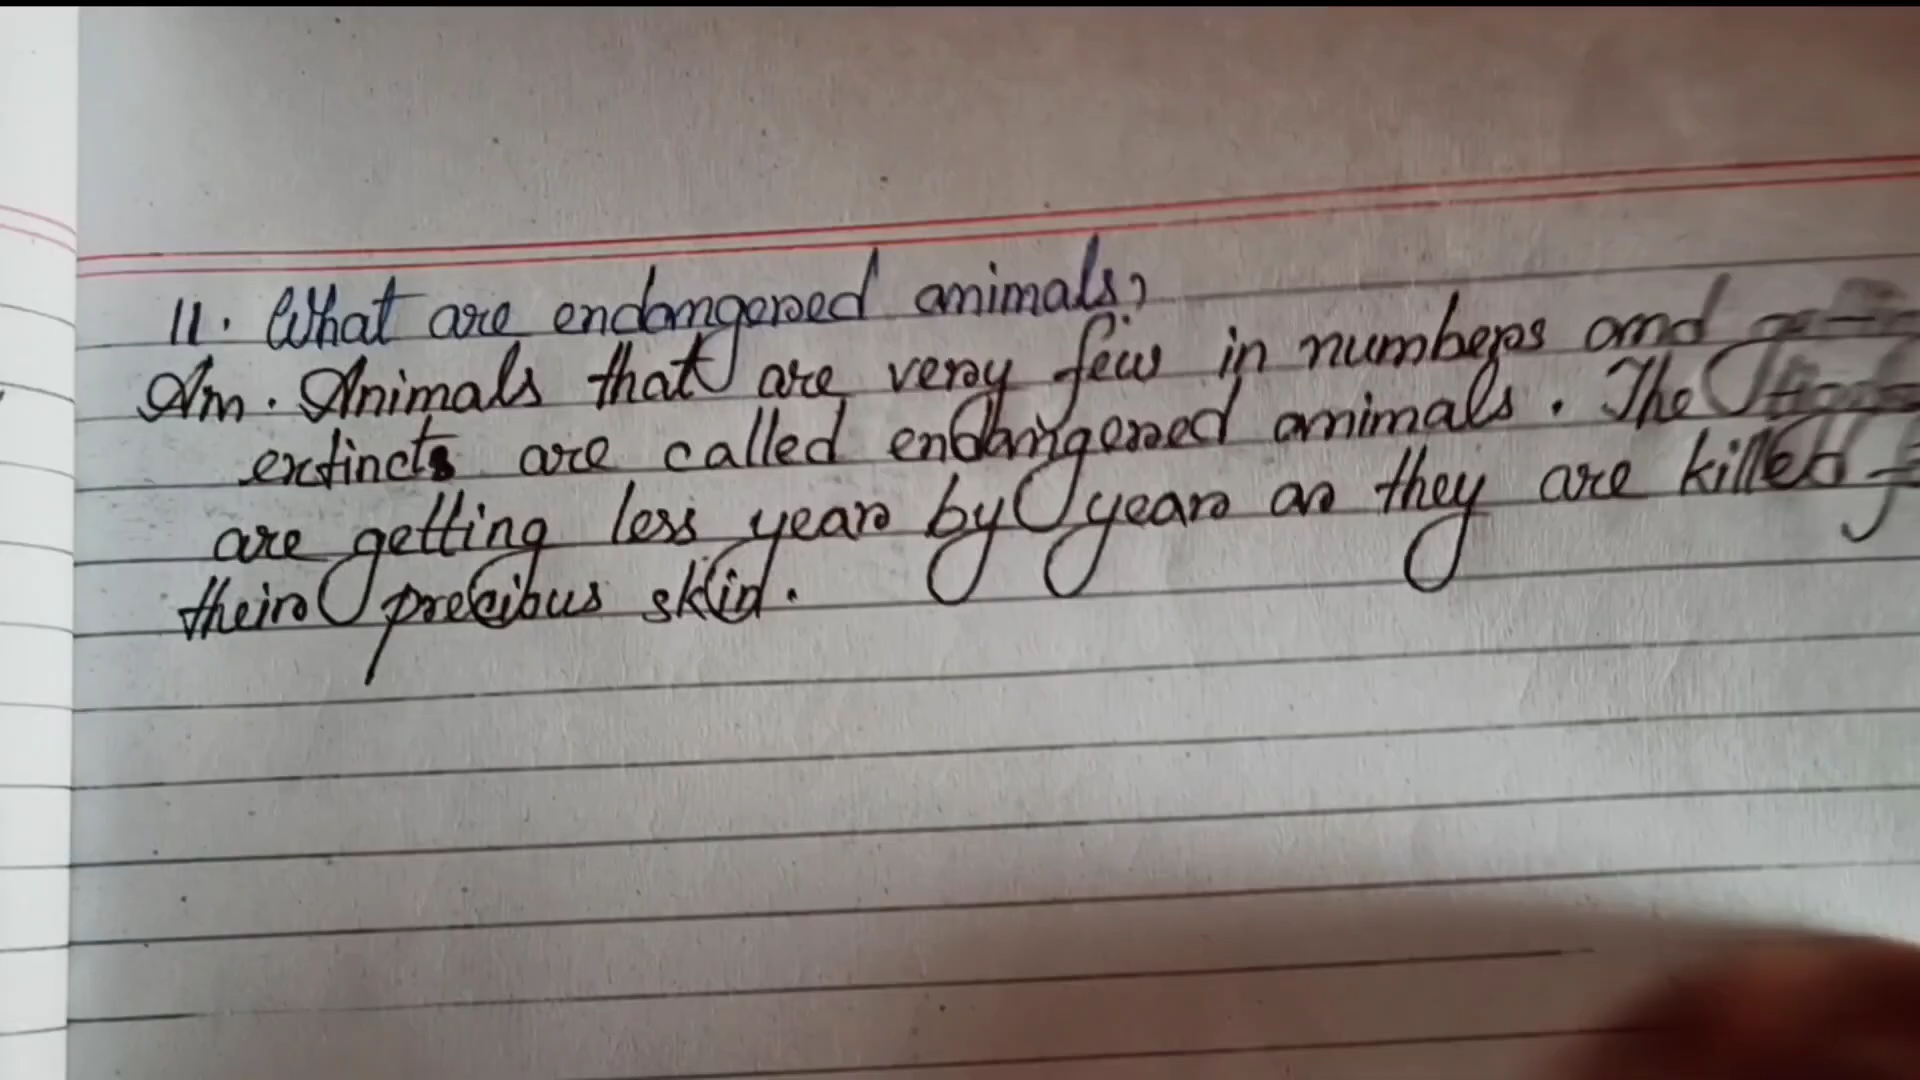 11. What are endangered animals?
Ans. Animals that are very few in numbers and
extincts are called endangered animals. The
are getting less year by year as they are killed
their precious skin.